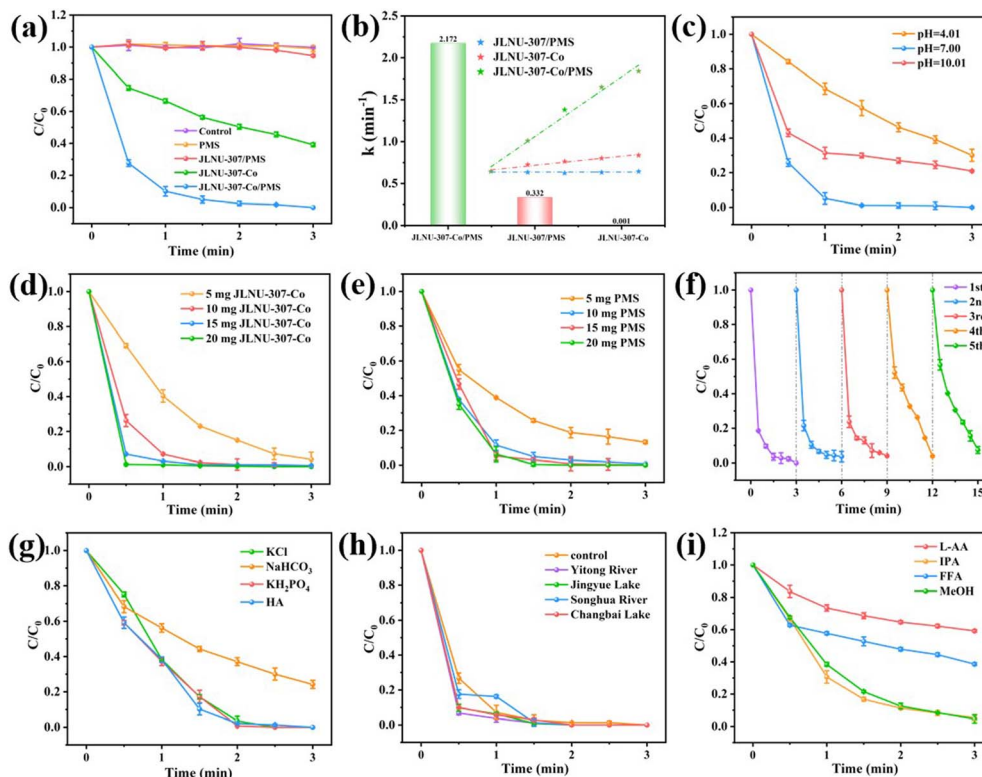 (a)
1.2
1.0
0.8
0.6
0.4
0.2
0.0
C/C0
Control
PMS
JLNU-307/PMS
JLNU-307-Co
JLNU-307-Co/PMS
0 1 2 3
Time (min)
(b)
2.5
2.0
1.5
1.0
0.5
0.0
k (min⁻¹)
2.172
0.332
0.001
JLNU-307/PMS
JLNU-307-Co
JLNU-307-Co/PMS
JLNU-307-Co/PMS JLNU-307/PMS JLNU-307-Co
(c)
1.0
0.8
0.6
0.4
0.2
0.0
C/C0
pH=4.01
pH=7.00
pH=10.01
0 1 2 3
Time (min)
(d)
1.0
0.8
0.6
0.4
0.2
0.0
C/C0
5 mg JLNU-307-Co
10 mg JLNU-307-Co
15 mg JLNU-307-Co
20 mg JLNU-307-Co
0 1 2 3
Time (min)
(e)
1.0
0.8
0.6
0.4
0.2
0.0
C/C0
5 mg PMS
10 mg PMS
15 mg PMS
20 mg PMS
0 1 2 3
Time (min)
(f)
1.0
0.8
0.6
0.4
0.2
0.0
C/C0
1st
2n
3r
4th
5th
0 3 6 9 12 15
Time (min)
(g)
1.0
0.8
0.6
0.4
0.2
0.0
C/C0
KCl
NaHCO3
KH2PO4
HA
0 1 2 3
Time (min)
(h)
1.0
0.8
0.6
0.4
0.2
0.0
C/C0
control
Yitong River
Jingyue Lake
Songhua River
Changbai Lake
0 1 2 3
Time (min)
(i)
1.0
0.8
0.6
0.4
0.2
0.0
C/C0
L-AA
IPA
FFA
MeOH
0 1 2 3
Time (min)